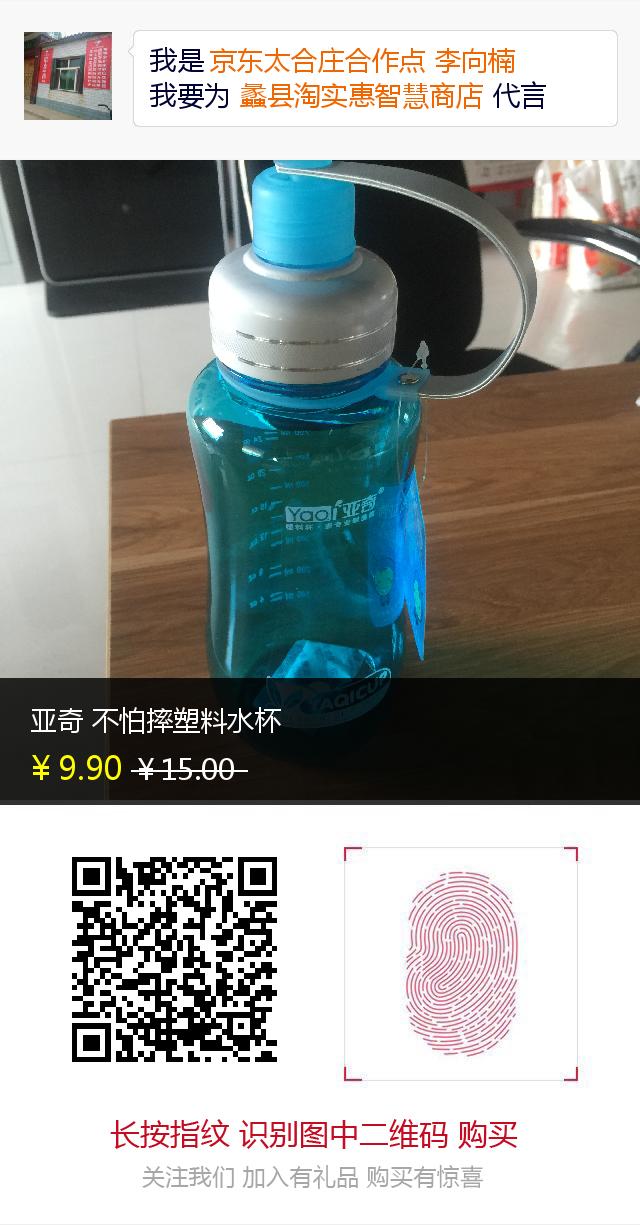 我是 京东太合庄合作点 李向楠
我要为 蠡县淘实惠智慧商店 代言
Yaqi 亚奇
YAQICUP
亚奇 不怕摔塑料水杯
¥ 9.90 ¥ 15.00
长按指纹 识别图中二维码 购买
关注我们 加入有礼品 购买有惊喜